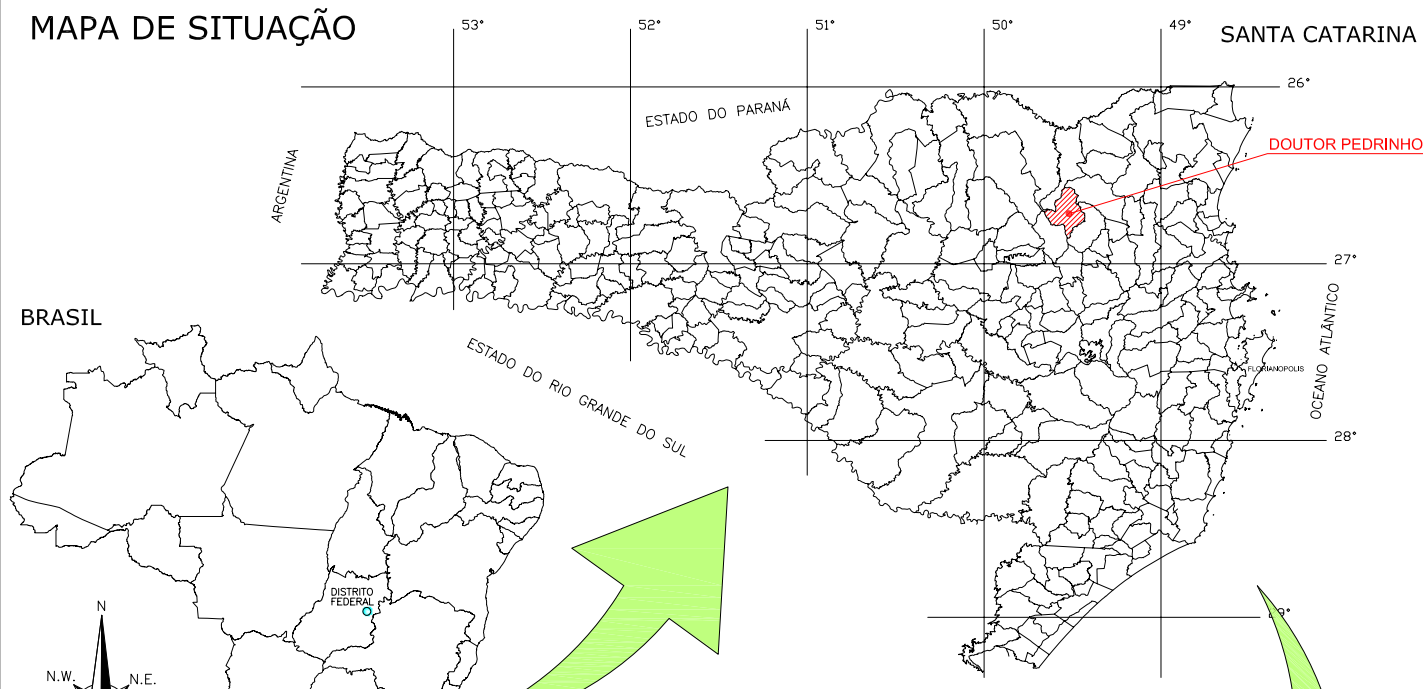 MAPA DE SITUAÇÃO
53°
52°
51°
50°
49°
SANTA CATARINA
26°
ESTADO DO PARANÁ
DOUTOR PEDRINHO
ARGENTINA
27°
BRASIL
OCEANO ATLÂNTICO
ESTADO DO RIO GRANDE DO SUL
FLORIANOPOLIS
28°
DISTRITO
FEDERAL
N
N.W.
N.E.